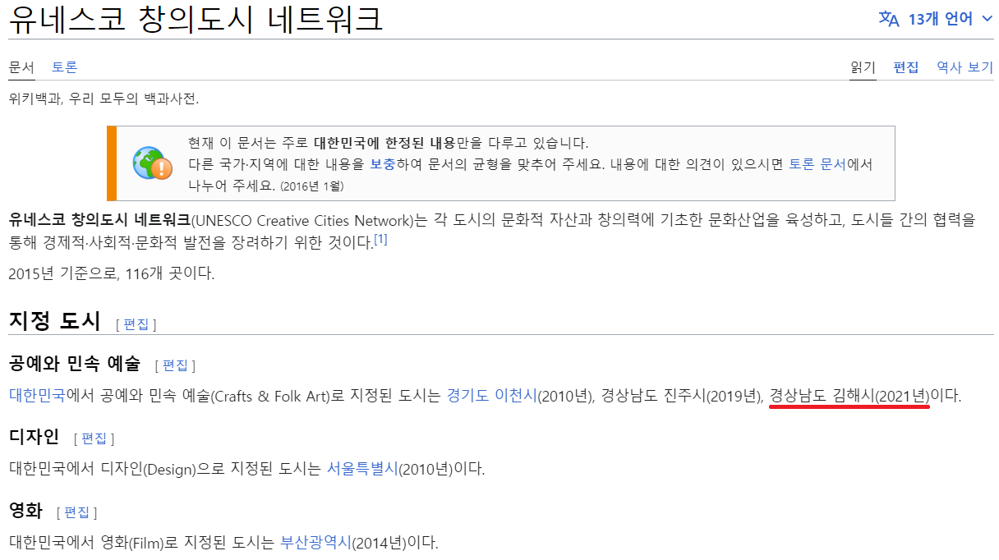 유네스코 창의도시 네트워크
13개 언어
문서 토론 읽기 편집 역사 보기
위키백과, 우리 모두의 백과사전.
현재 이 문서는 주로 대한민국에 한정된 내용만을 다루고 있습니다.
다른 국가·지역에 대한 내용을 보충하여 문서의 균형을 맞추어 주세요. 내용에 대한 의견이 있으시면 토론 문서에서
나누어 주세요. (2016년 1월)
유네스코 창의도시 네트워크(UNESCO Creative Cities Network)는 각 도시의 문화적 자산과 창의력에 기초한 문화산업을 육성하고, 도시들 간의 협력을
통해 경제적·사회적·문화적 발전을 장려하기 위한 것이다.[1]
2015년 기준으로, 116개 곳이다.
지정 도시 [ 편집 ]
공예와 민속 예술 [ 편집 ]
대한민국에서 공예와 민속 예술(Crafts & Folk Art)로 지정된 도시는 경기도 이천시(2010년), 경상남도 진주시(2019년), 경상남도 김해시(2021년)이다.
디자인 [ 편집 ]
대한민국에서 디자인(Design)으로 지정된 도시는 서울특별시(2010년)이다.
영화 [ 편집 ]
대한민국에서 영화(Film)로 지정된 도시는 부산광역시(2014년)이다.